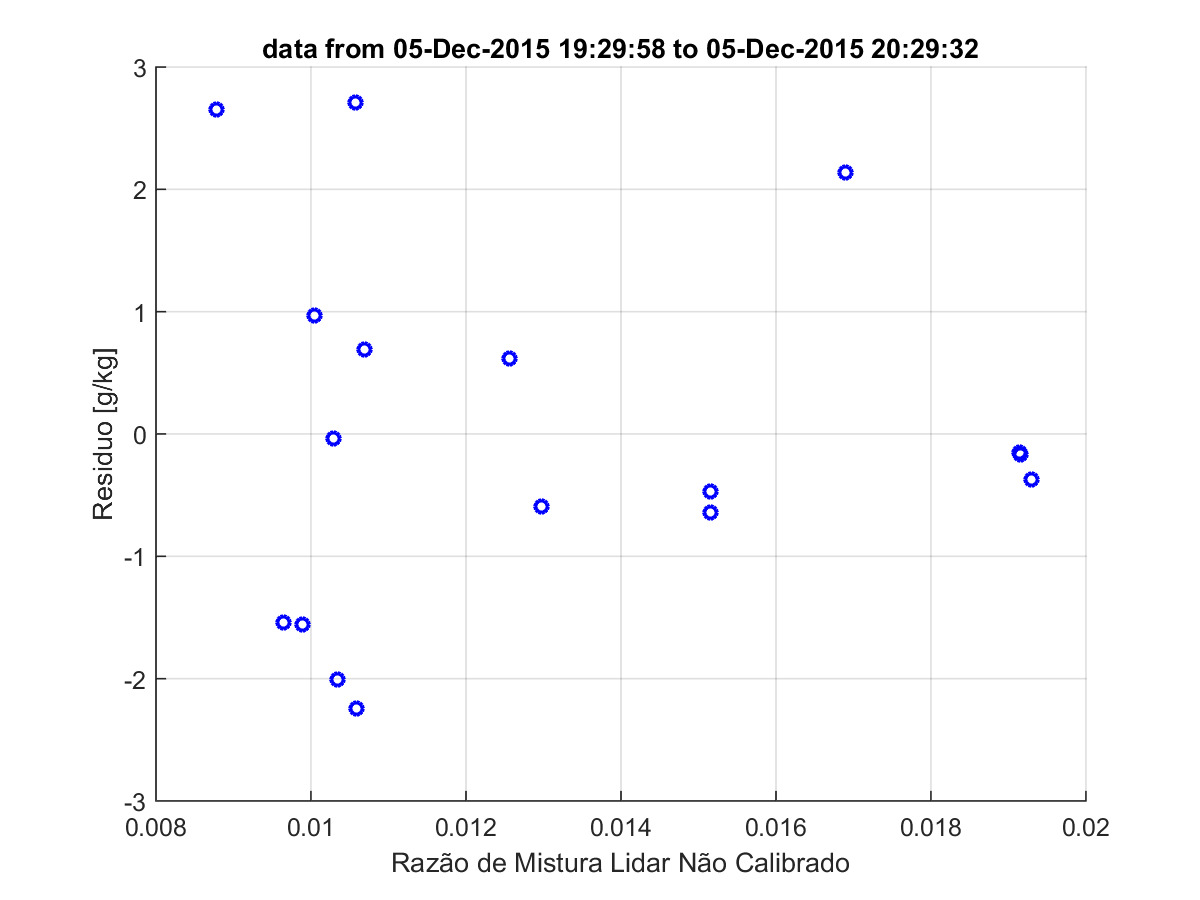 data from 05-Dec-2015 19:29:58 to 05-Dec-2015 20:29:32
3
2
1
0
-1
-2
-3
Residuo [g/kg]
0.008 0.01 0.012 0.014 0.016 0.018 0.02
Razão de Mistura Lidar Não Calibrado